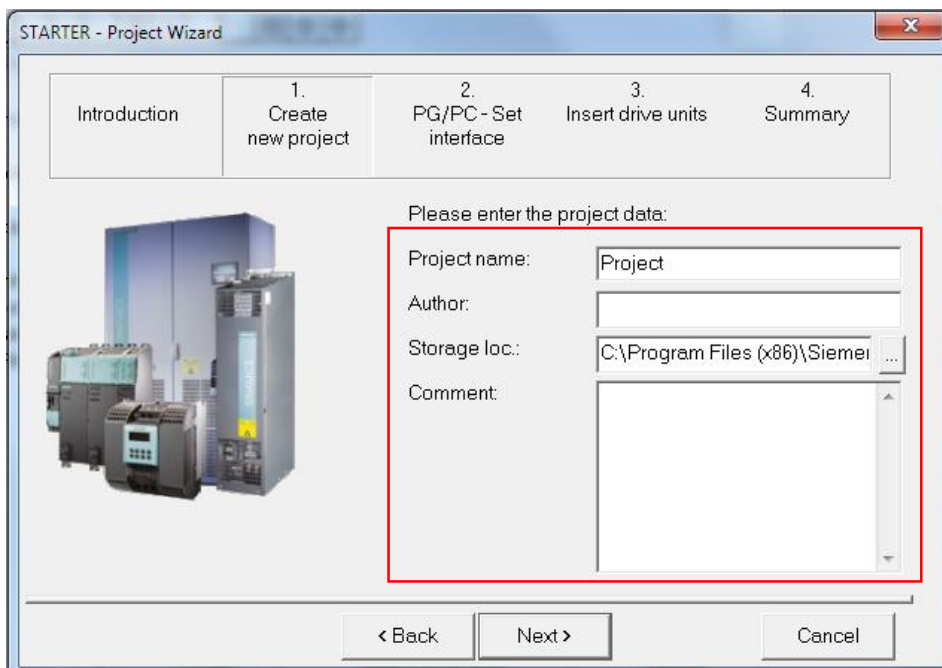 STARTER - Project Wizard
Introduction
1.
Create
new project
2.
PG/PC - Set
interface
3.
Insert drive units
4.
Summary
Please enter the project data:
Project name:
Project
Author:
Storage loc.:
C:\Program Files (x86)\Siemer
...
Comment:
< Back
Next >
Cancel